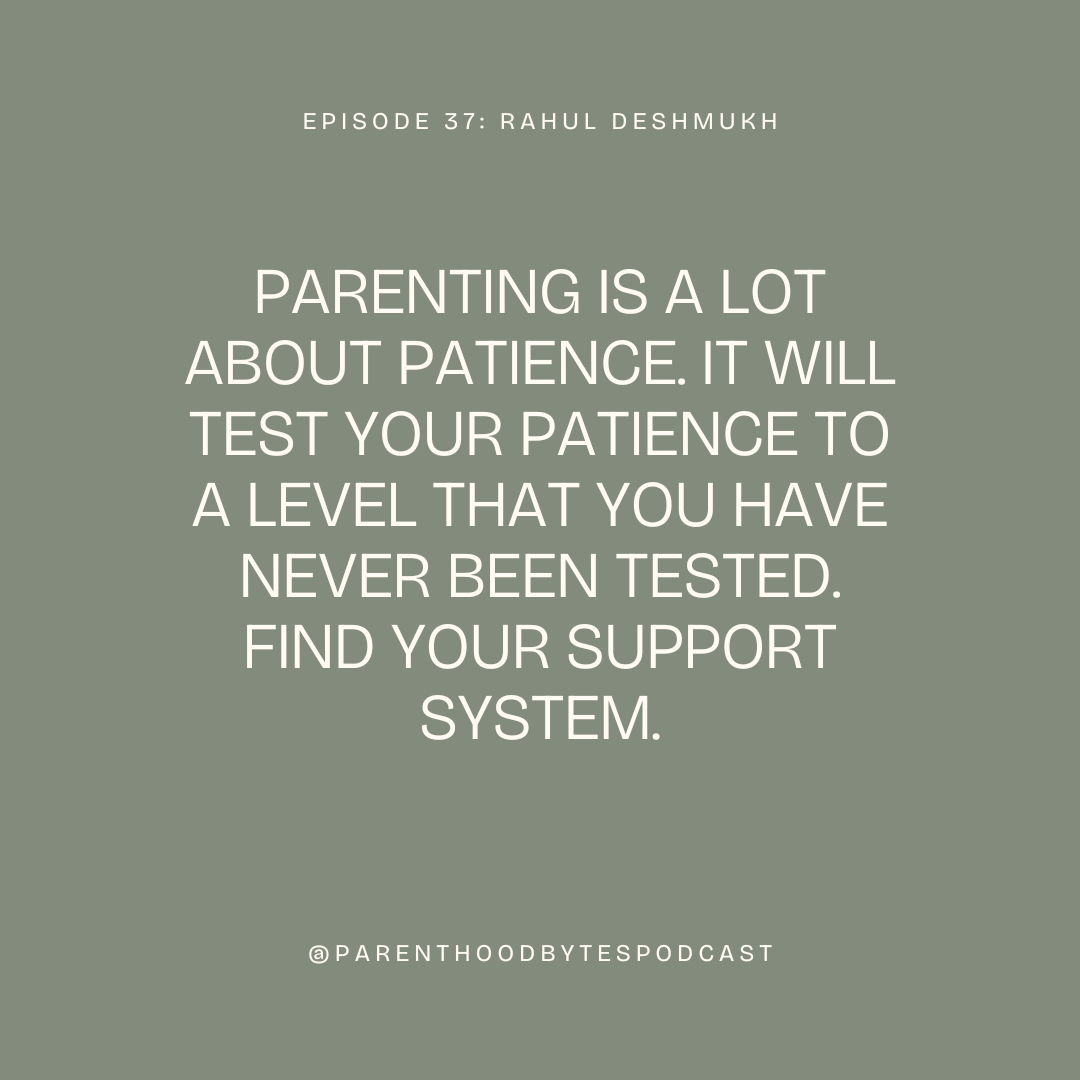 EPISODE 37: RAHUL DESHMUKH
PARENTING IS A LOT
ABOUT PATIENCE. IT WILL
TEST YOUR PATIENCE TO
A LEVEL THAT YOU HAVE
NEVER BEEN TESTED.
FIND YOUR SUPPORT
SYSTEM.
@PARENTHOODBYTESPODCAST